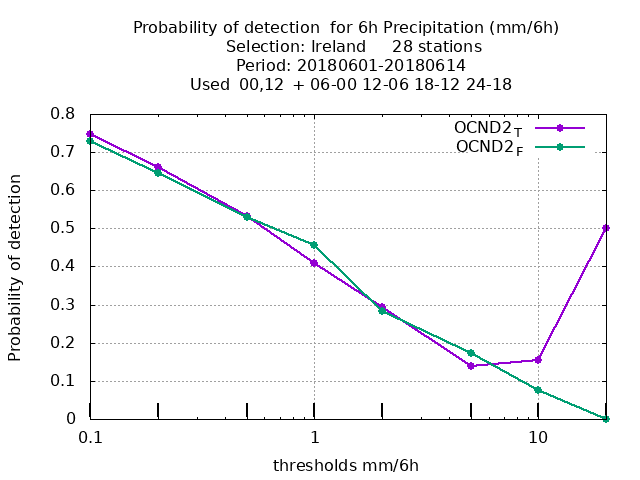 Probability of detection  for 6h Precipitation (mm/6h)
Selection: Ireland     28 stations
Period: 20180601-20180614
Used  00,12  + 06-00 12-06 18-12 24-18
OCND2T
OCND2F
Probability of detection
0.8
0.7
0.6
0.5
0.4
0.3
0.2
0.1
0
0.1 1 10
thresholds mm/6h